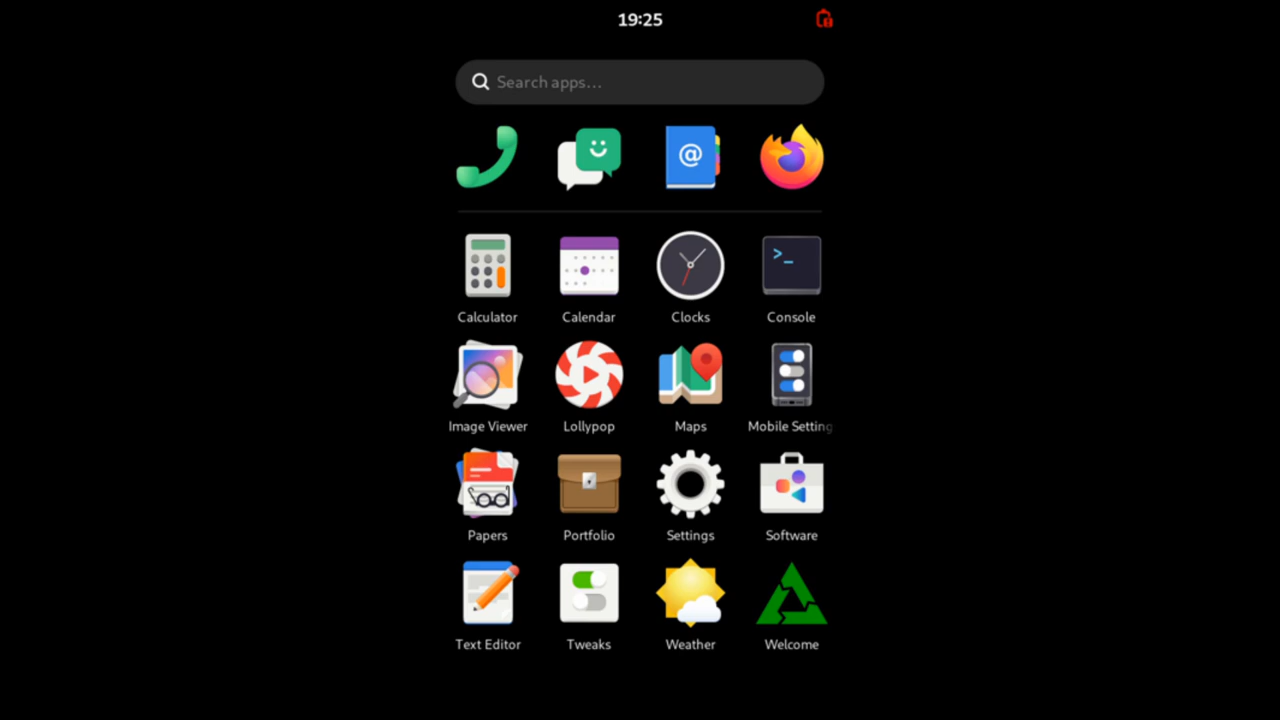 19:25
Search apps...
@
>_
Calculator Calendar Clocks Console
Image Viewer Lollypop Maps Mobile Setting
Papers Portfolio Settings Software
Text Editor Tweaks Weather Welcome